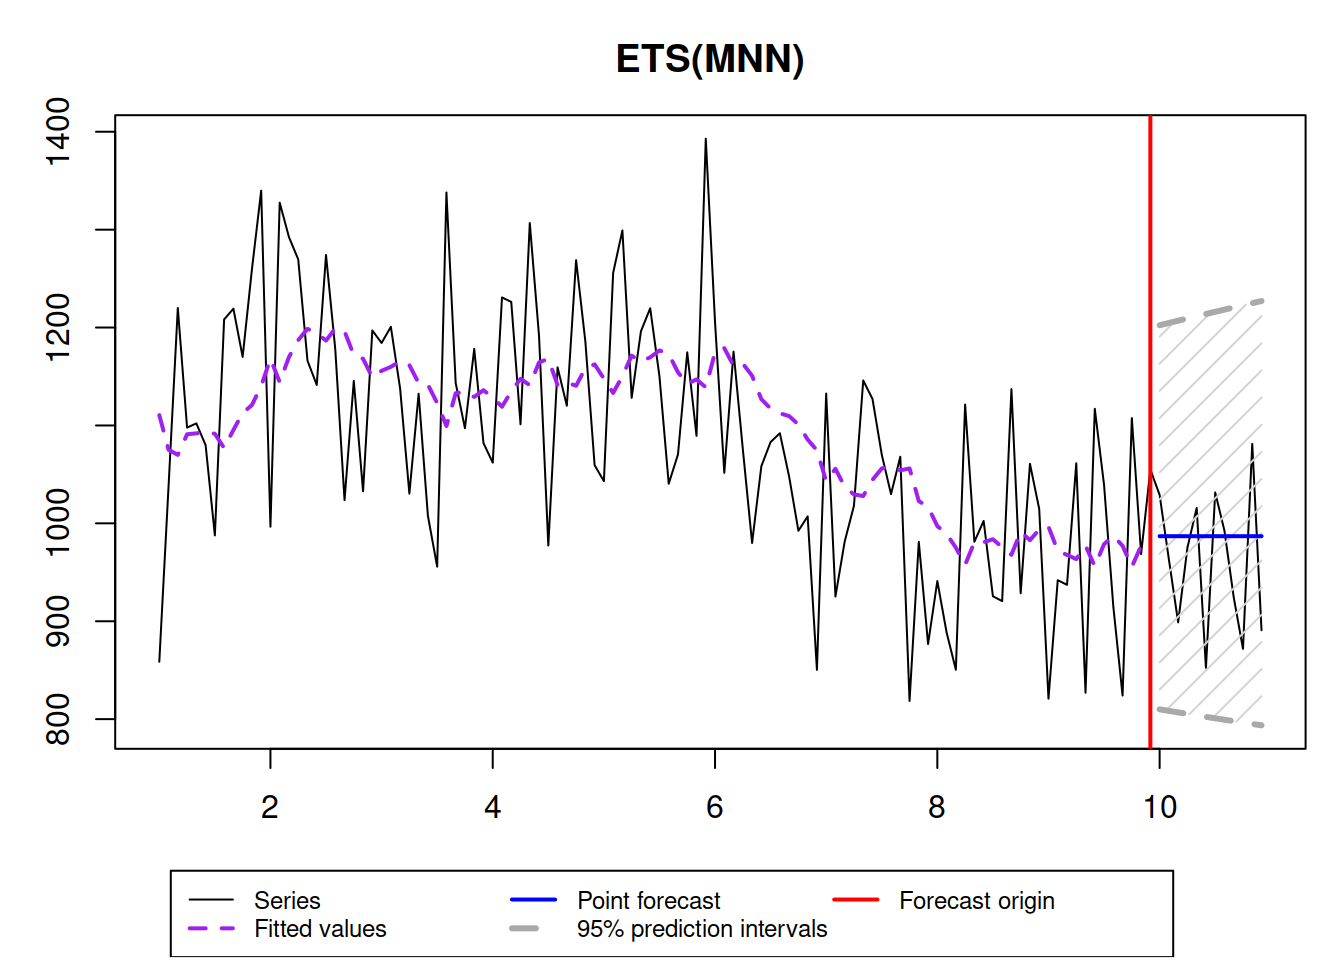 ETS(MNN)
1400
1200
1000
900
800
2 4 6 8 10
Series Point forecast Forecast origin
Fitted values 95% prediction intervals